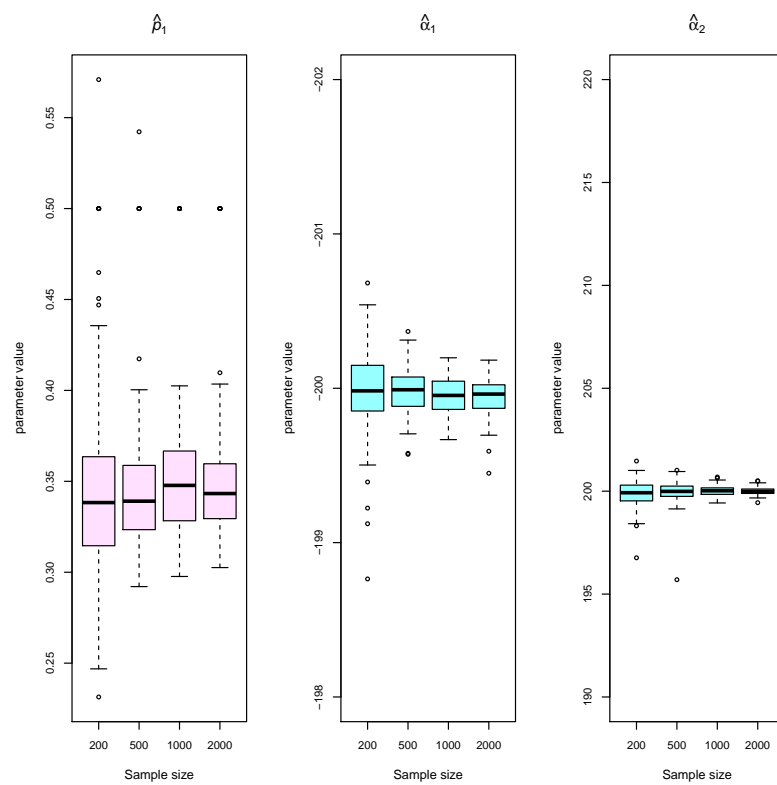 p̂₁
parameter value
0.55
0.50
0.45
0.40
0.35
0.30
0.25
200 500 1000 2000
Sample size
α̂₁
parameter value
-202
-201
-200
-199
-198
200 500 1000 2000
Sample size
α̂₂
parameter value
220
215
210
205
200
195
190
200 500 1000 2000
Sample size